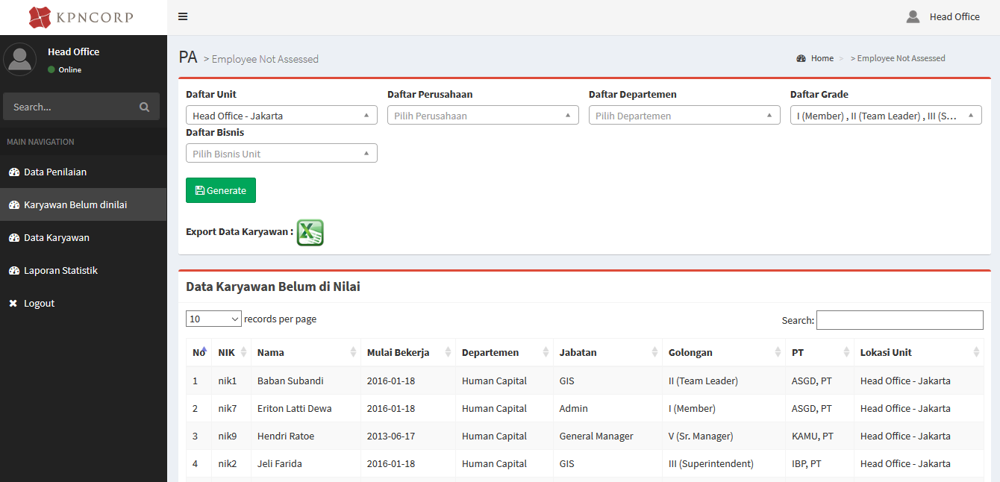 KPNCORP
Head Office
Head Office
Online
Search...
MAIN NAVIGATION
Data Penilaian
Karyawan Belum dinilai
Data Karyawan
Laporan Statistik
Logout
PA > Employee Not Assessed
Home > > Employee Not Assessed
Daftar Unit Daftar Perusahaan Daftar Departemen Daftar Grade
Head Office - Jakarta Pilih Perusahaan Pilih Departemen I (Member) , II (Team Leader) , III (S...
Daftar Bisnis
Pilih Bisnis Unit
Generate
Export Data Karyawan :
Data Karyawan Belum di Nilai
10 records per page Search:
No NIK Nama Mulai Bekerja Departemen Jabatan Golongan PT Lokasi Unit
1 nik1 Baban Subandi 2016-01-18 Human Capital GIS II (Team Leader) ASGD, PT Head Office - Jakarta
2 nik7 Eriton Latti Dewa 2016-01-18 Human Capital Admin I (Member) ASGD, PT Head Office - Jakarta
3 nik9 Hendri Ratoe 2013-06-17 Human Capital General Manager V (Sr. Manager) KAMU, PT Head Office - Jakarta
4 nik2 Jeli Farida 2016-01-18 Human Capital GIS III (Superintendent) IBP, PT Head Office - Jakarta